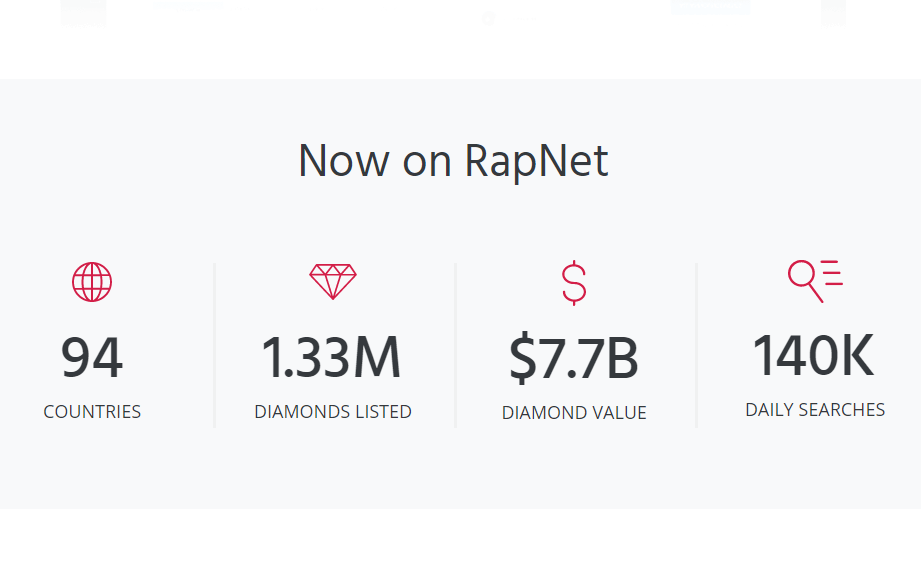 Now on RapNet
94
COUNTRIES
1.33M
DIAMONDS LISTED
$7.7B
DIAMOND VALUE
140K
DAILY SEARCHES